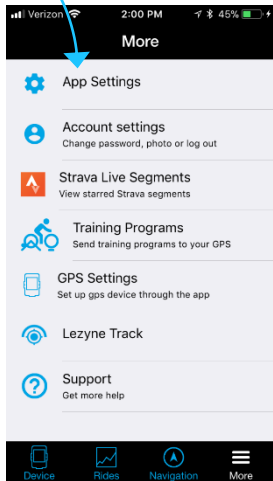 Verizon 2:00 PM 45%
More
App Settings
Account settings
Change password, photo or log out
Strava Live Segments
View starred Strava segments
Training Programs
Send training programs to your GPS
GPS Settings
Set up gps device through the app
Lezyne Track
Support
Get more help
Device Rides Navigation More